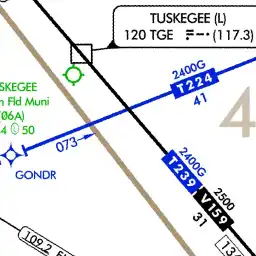 TUSKEGEE (L)
120 TGE (117.3)
SKEGEE
Fld Muni
06A)
4 50
2400G
T224
41
4
073
GONDR
2400G
T239
V159
2500
31
109.2